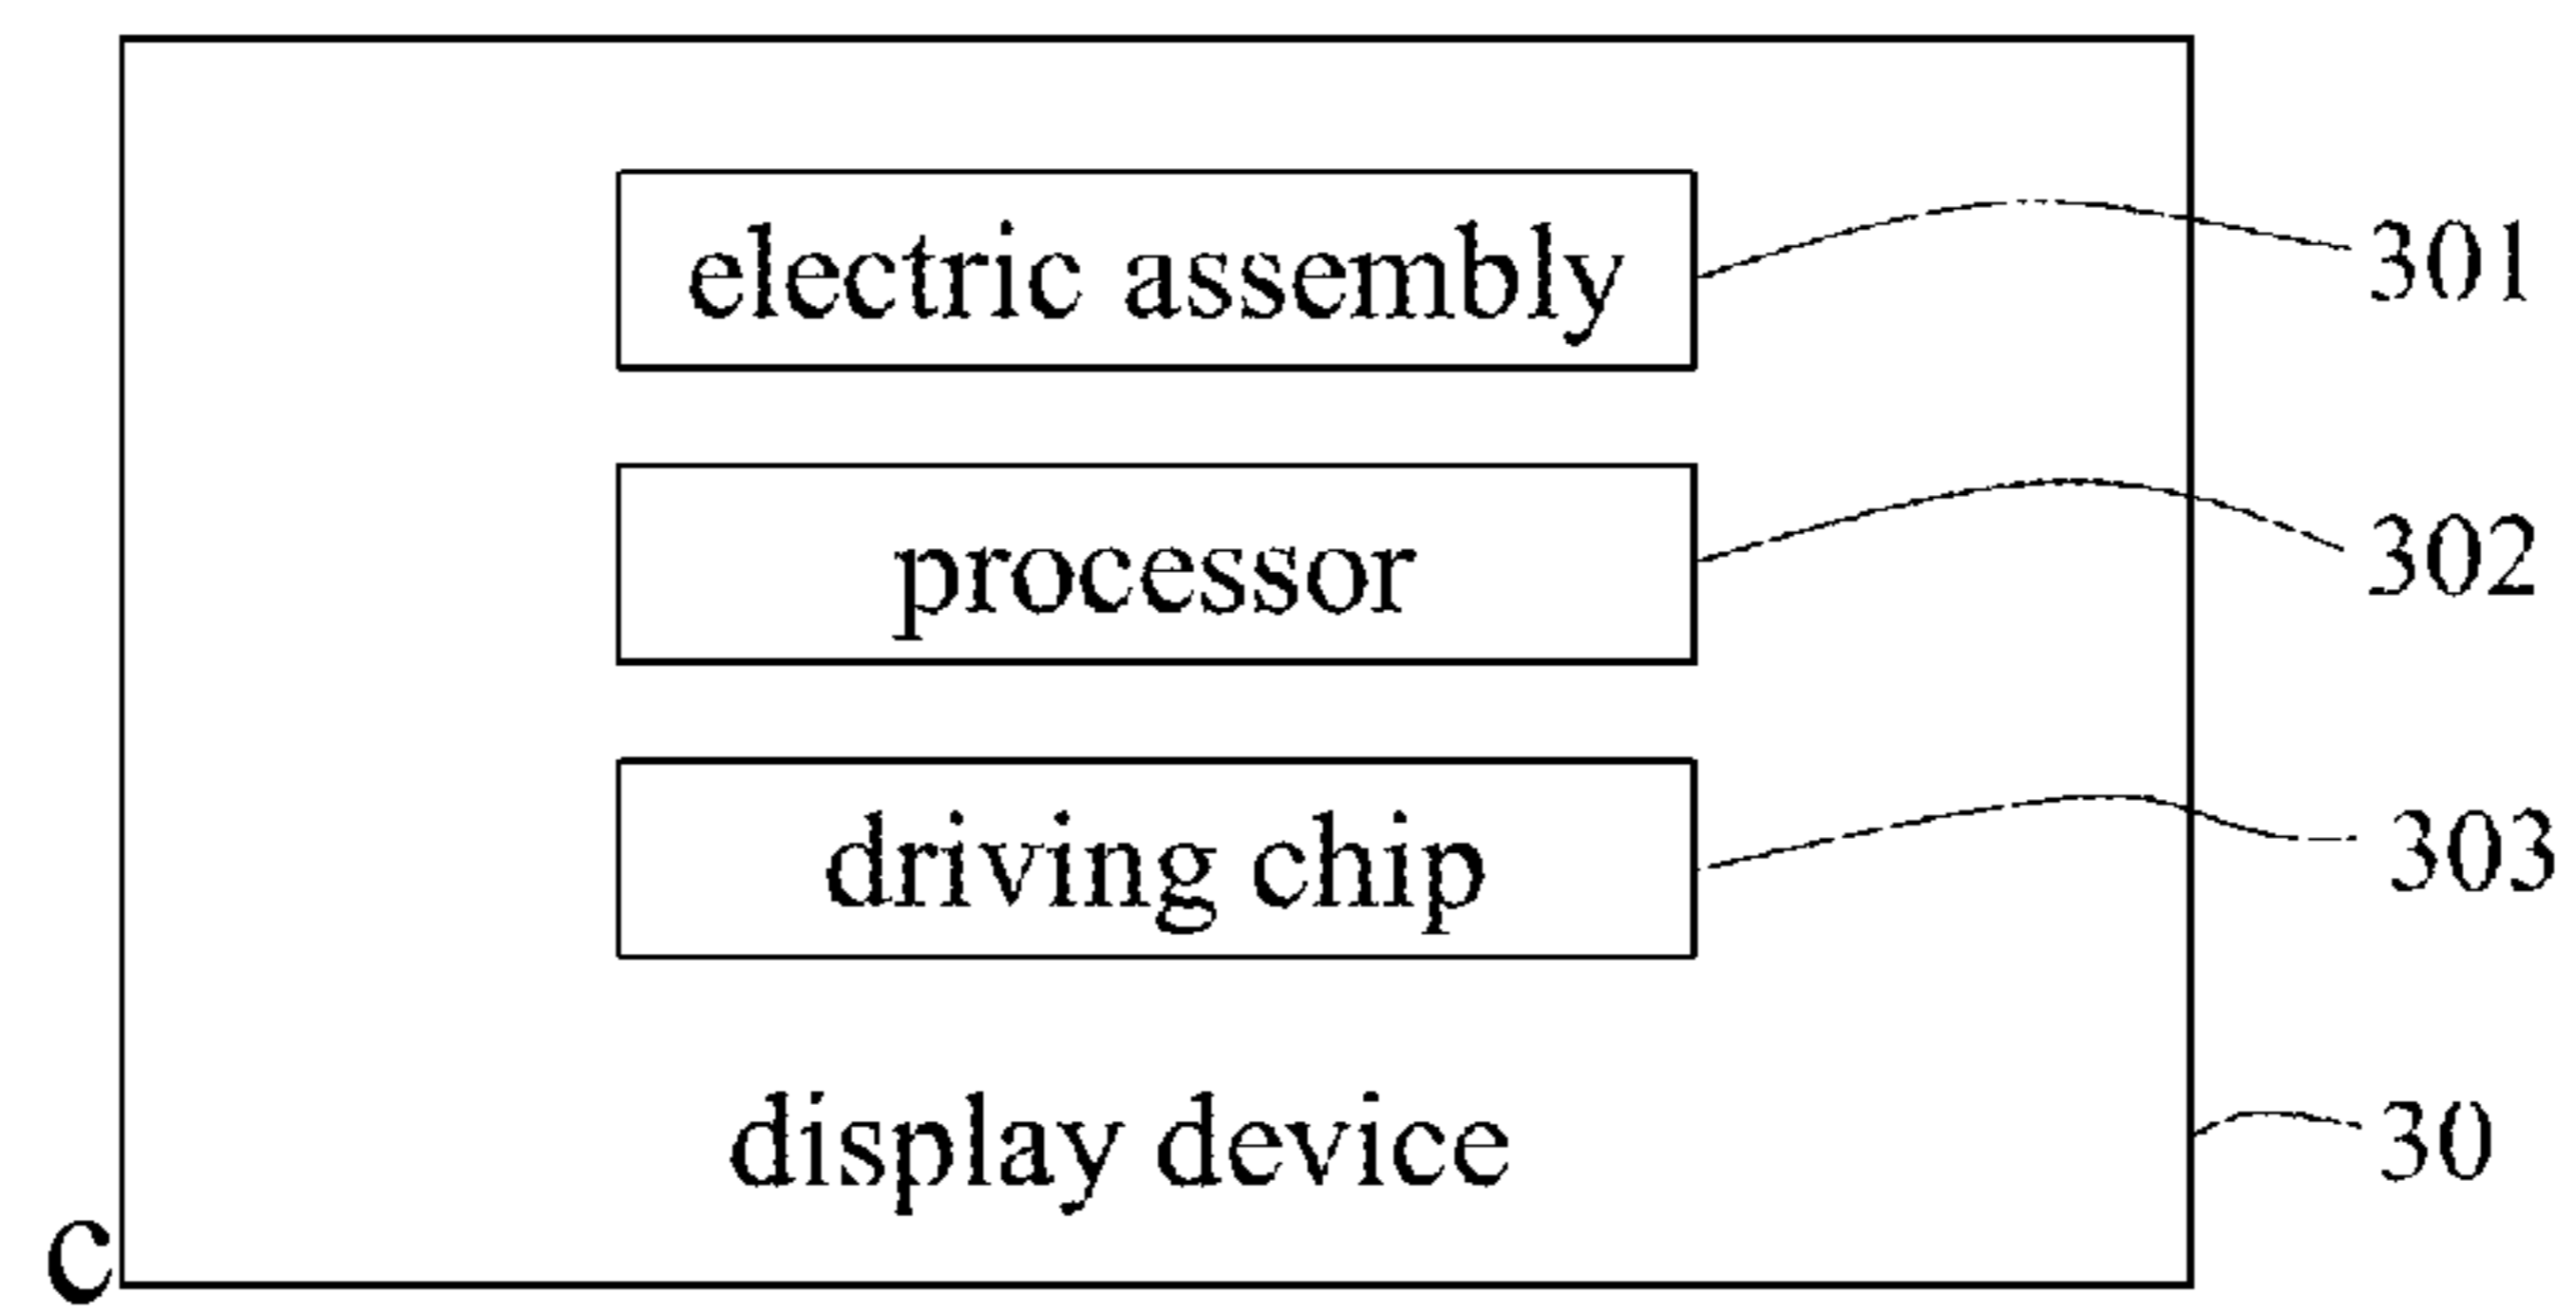 electric assembly 301
processor 302
driving chip 303
display device 30
c